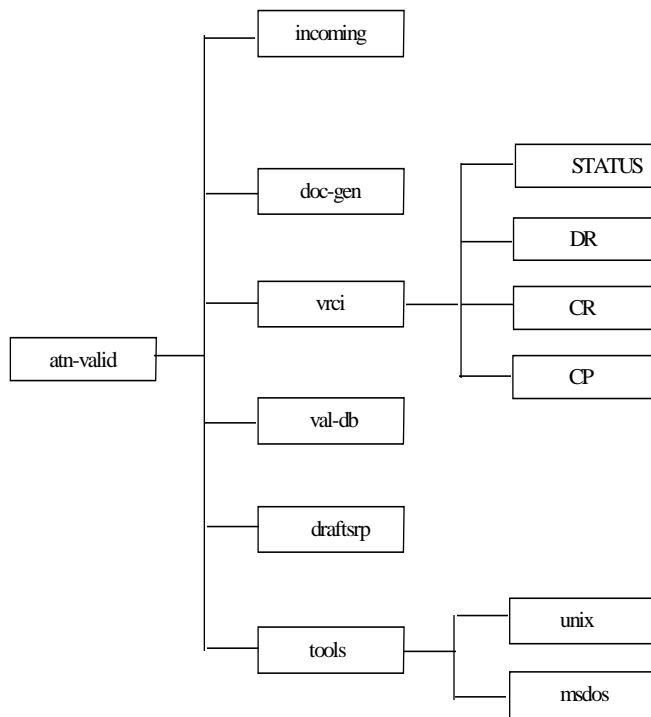 incoming
doc-gen
vrci
STATUS
DR
CR
CP
atn-valid
val-db
draftsrp
tools
unix
msdos